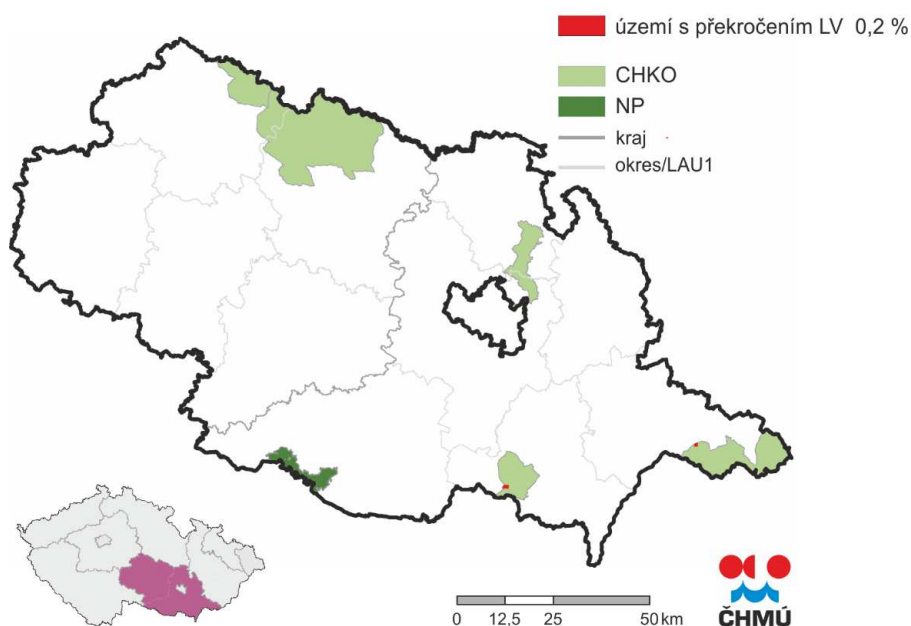 území s překročením LV 0,2 %
CHKO
NP
kraj
okres/LAU1
0 12,5 25 50 km
ČHMÚ